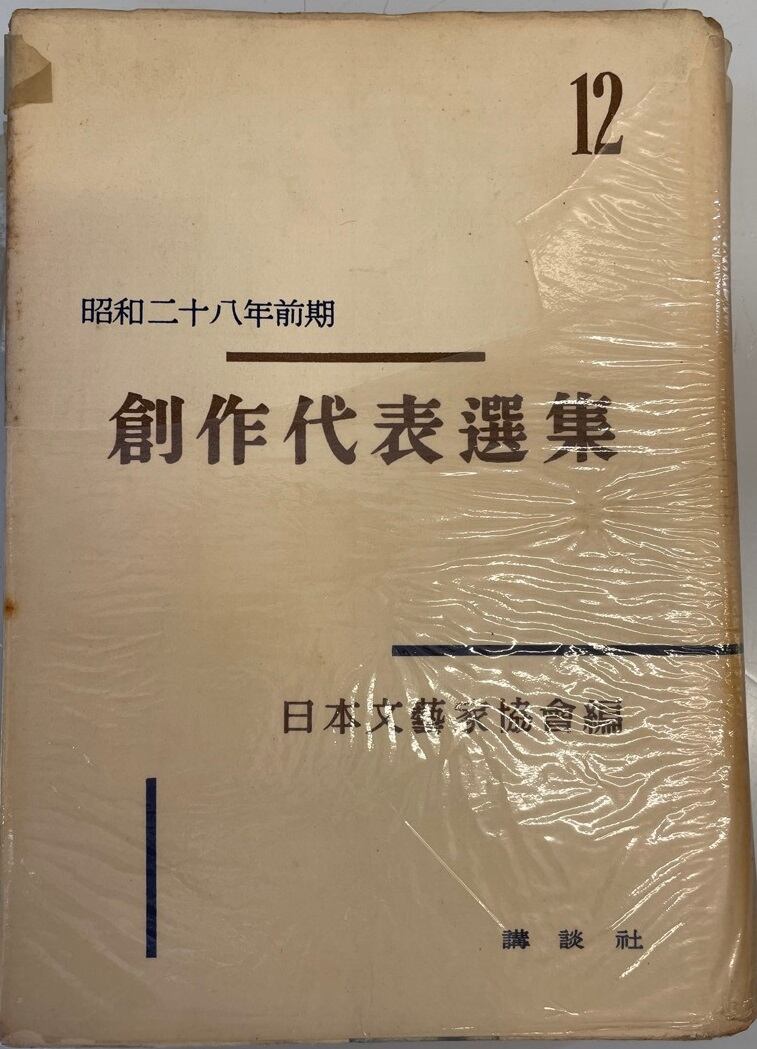 12
昭和二十八年前期
創作代表選集
日本文藝家協會編
講談社